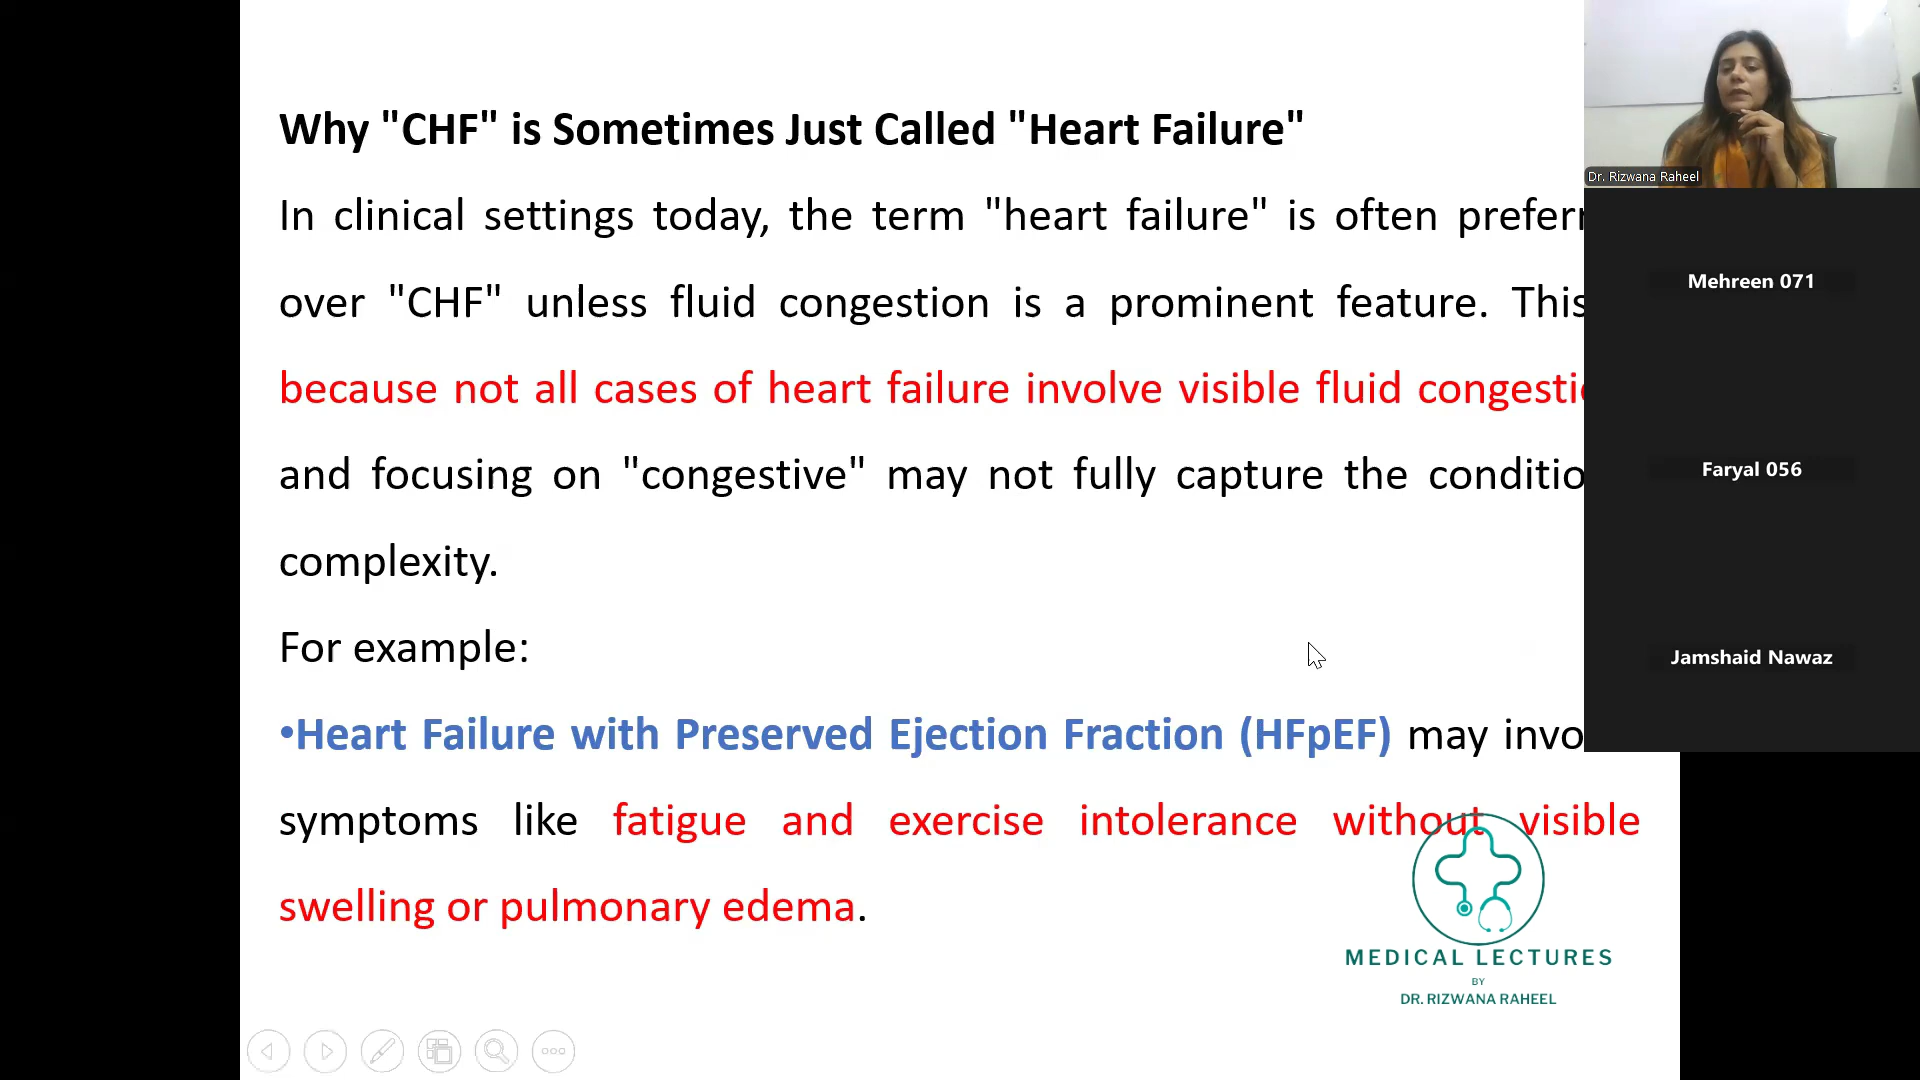 Why "CHF" is Sometimes Just Called "Heart Failure"
In clinical settings today, the term "heart failure" is often
over "CHF" unless fluid congestion is a prominent feature. This
because not all cases of heart failure involve visible fluid
and focusing on "congestive" may not fully capture the
complexity.
For example:
•Heart Failure with Preserved Ejection Fraction (HFpEF) may
symptoms like fatigue and exercise intolerance without visible
swelling or pulmonary edema.
Dr. Rizwana Raheel
Mehreen 071
Faryal 056
Jamshaid Nawaz
MEDICAL LECTURES
BY
DR. RIZWANA RAHEEL